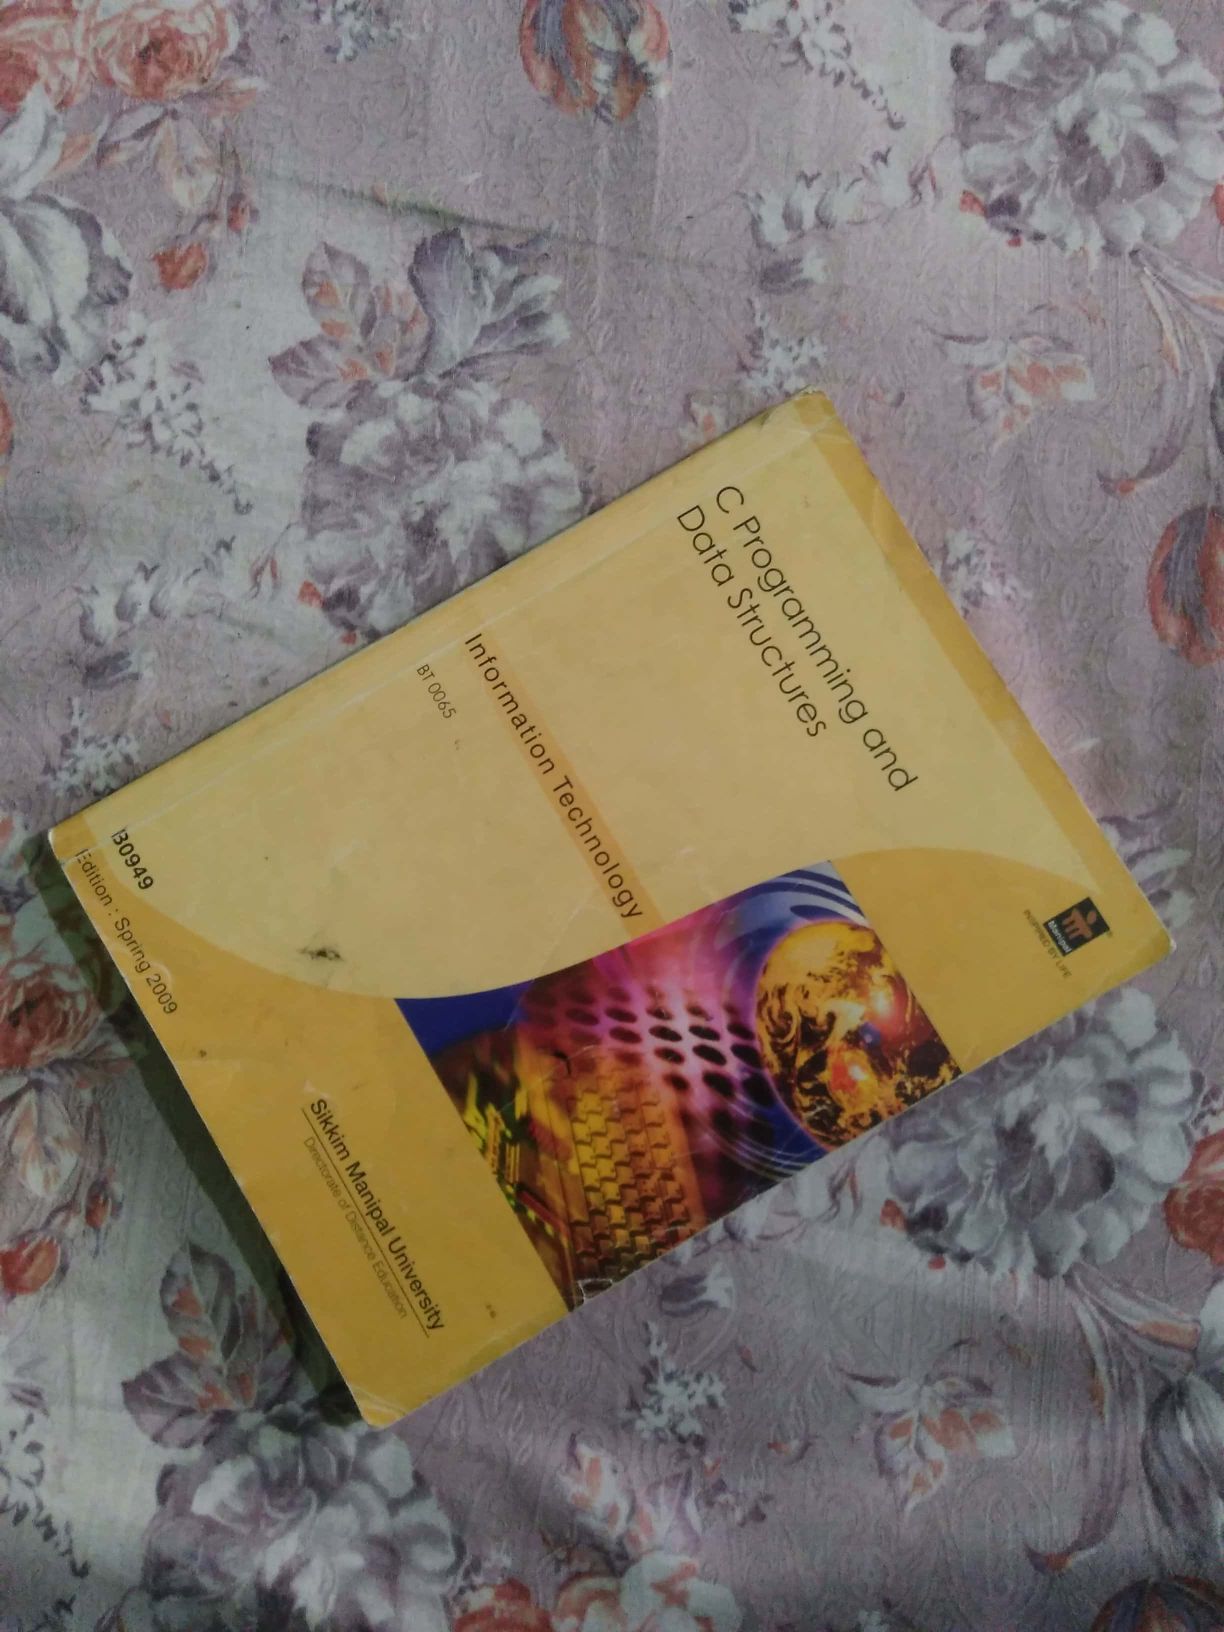 C Programming and
Data Structures
Information Technology
BT 0065
B0949
Edition : Spring 2009
Manipal
INSPIRED BY LIFE
Sikkim Manipal University
Directorate of Distance Education